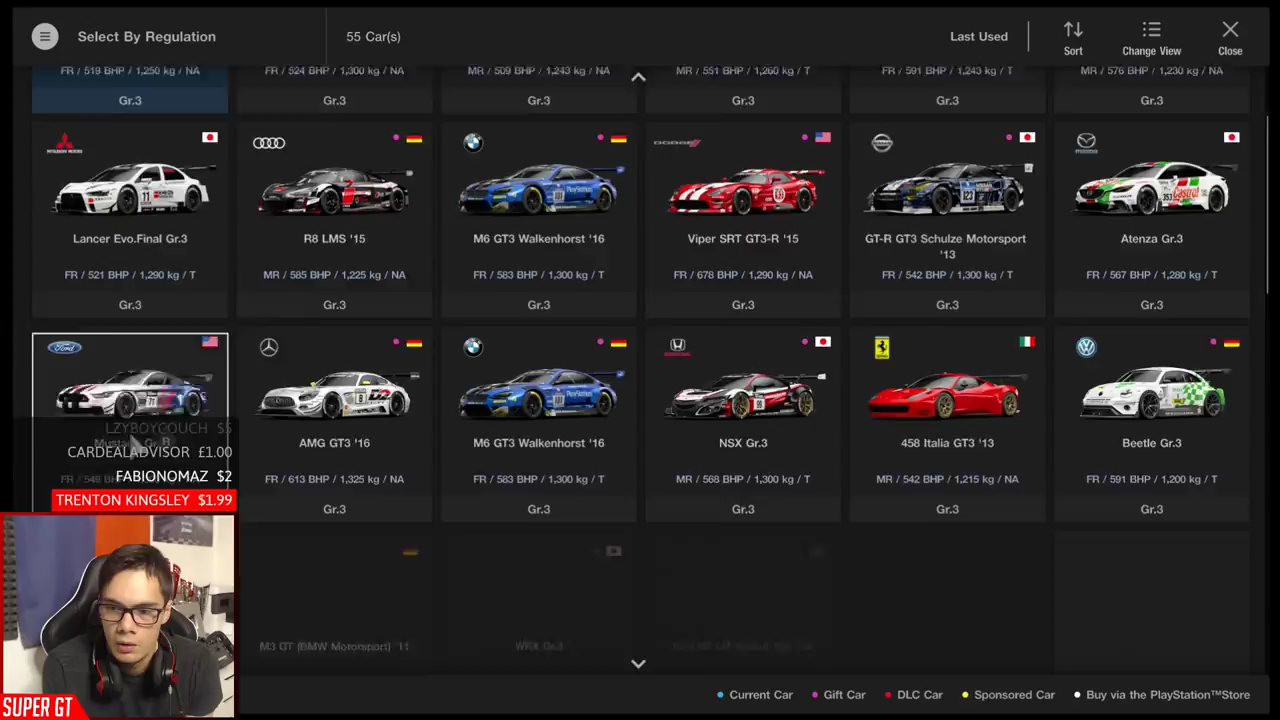 Select By Regulation
55 Car(s)
Last Used
Sort
Change View
Close
FR / 519 BHP / 1,250 kg / NA
FR / 524 BHP / 1,300 kg / NA
MR / 509 BHP / 1,243 kg / NA
MR / 551 BHP / 1,260 kg / T
FR / 591 BHP / 1,243 kg / T
MR / 576 BHP / 1,230 kg / NA
Gr.3
Gr.3
Gr.3
Gr.3
Gr.3
Gr.3
Lancer Evo.Final Gr.3
R8 LMS '15
M6 GT3 Walkenhorst '16
Viper SRT GT3-R '15
GT-R GT3 Schulze Motorsport '13
Atenza Gr.3
FR / 521 BHP / 1,290 kg / T
MR / 585 BHP / 1,225 kg / NA
FR / 583 BHP / 1,300 kg / T
FR / 678 BHP / 1,290 kg / NA
FR / 542 BHP / 1,300 kg / T
FR / 567 BHP / 1,280 kg / T
Gr.3
Gr.3
Gr.3
Gr.3
Gr.3
Gr.3
LZYBOYCOUCH $5
CARDEALADVISOR £1.00
FABIONOMAZ $2
TRENTON KINGSLEY $1.99
AMG GT3 '16
M6 GT3 Walkenhorst '16
NSX Gr.3
458 Italia GT3 '13
Beetle Gr.3
FR / 613 BHP / 1,325 kg / NA
FR / 583 BHP / 1,300 kg / T
MR / 568 BHP / 1,300 kg / T
MR / 542 BHP / 1,215 kg / NA
FR / 591 BHP / 1,200 kg / T
Gr.3
Gr.3
Gr.3
Gr.3
Gr.3
M3 GT (BMW Motorsport) '11
WRX Gr.3
SUPER GT
Current Car
Gift Car
DLC Car
Sponsored Car
Buy via the PlayStation™Store